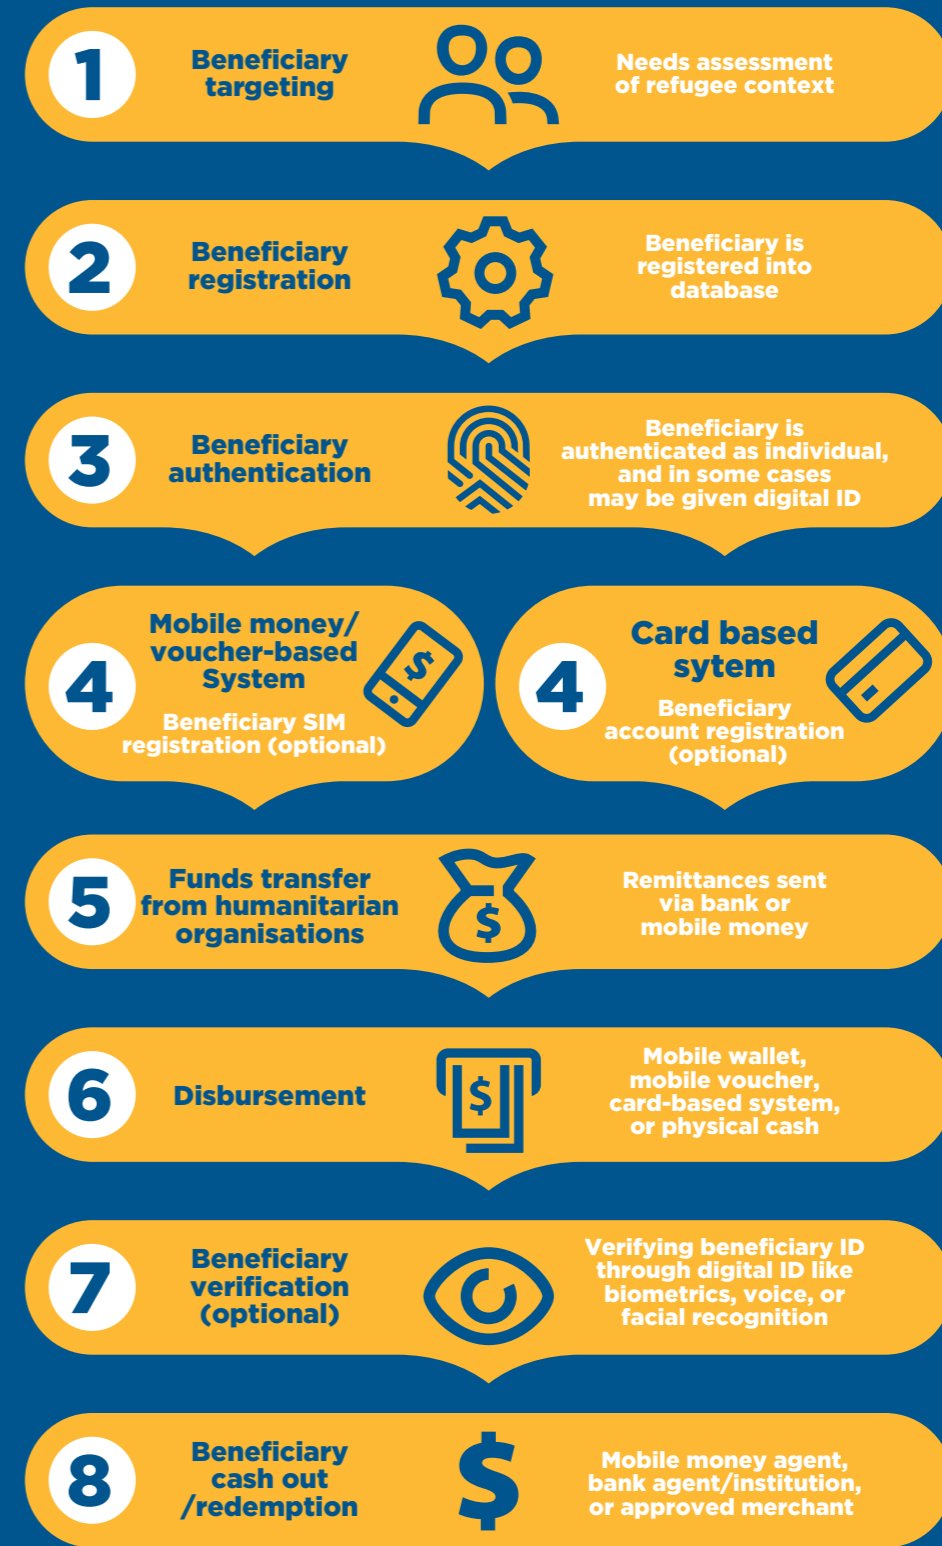 1
Beneficiary
targeting
Needs assessment
of refugee context
2
Beneficiary
registration
Beneficiary is
registered into
database
3
Beneficiary
authentication
Beneficiary is
authenticated as individual,
and in some cases
may be given digital ID
4
Mobile money/
voucher-based
System
$
Beneficiary SIM
registration (optional)
4
Card based
sytem
Beneficiary
account registration
(optional)
5
Funds transfer
from humanitarian
organisations
$
Remittances sent
via bank or
mobile money
6
Disbursement
$
Mobile wallet,
mobile voucher,
card-based system,
or physical cash
7
Beneficiary
verification
(optional)
Verifying beneficiary ID
through digital ID like
biometrics, voice, or
facial recognition
8
Beneficiary
cash out
/redemption
$
Mobile money agent,
bank agent/institution,
or approved merchant